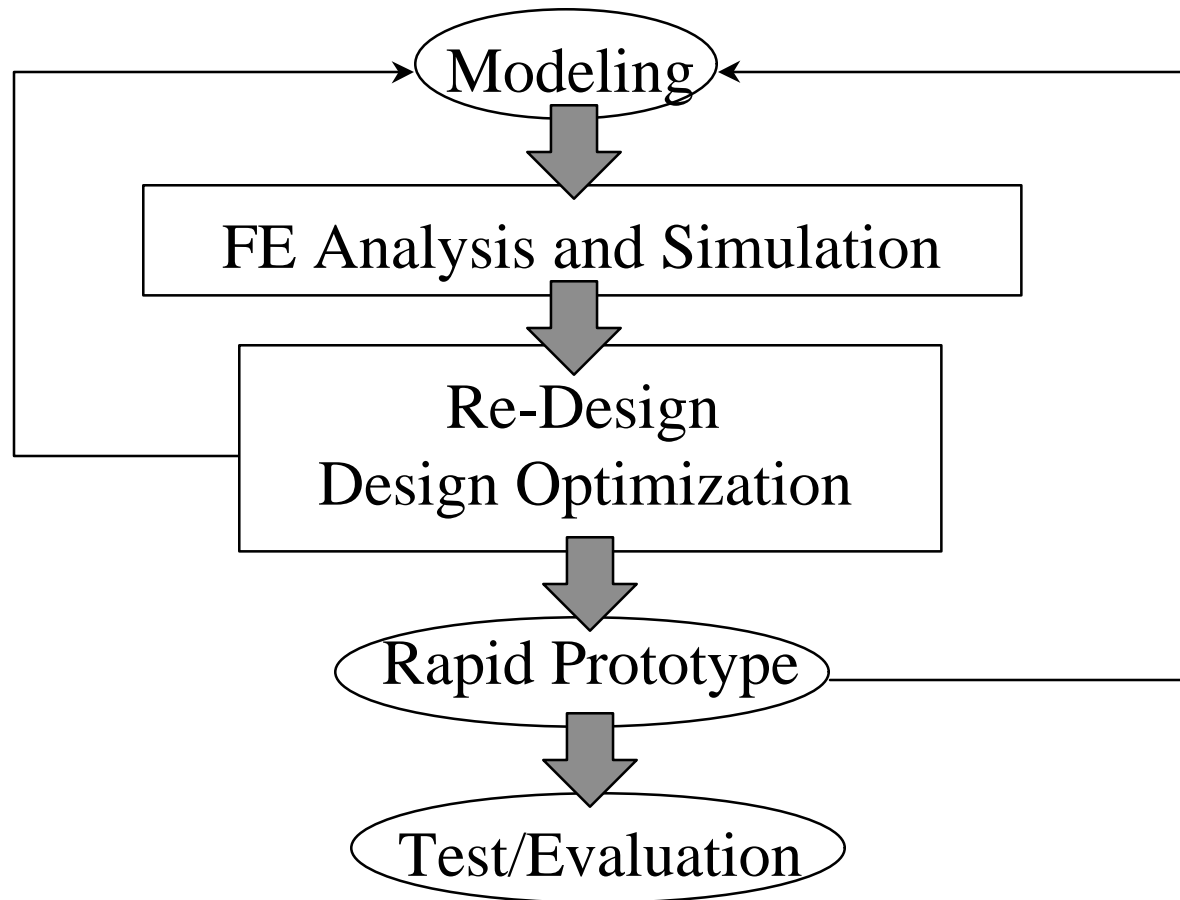 Modeling
FE Analysis and Simulation
Re-Design
Design Optimization
Rapid Prototype
Test/Evaluation